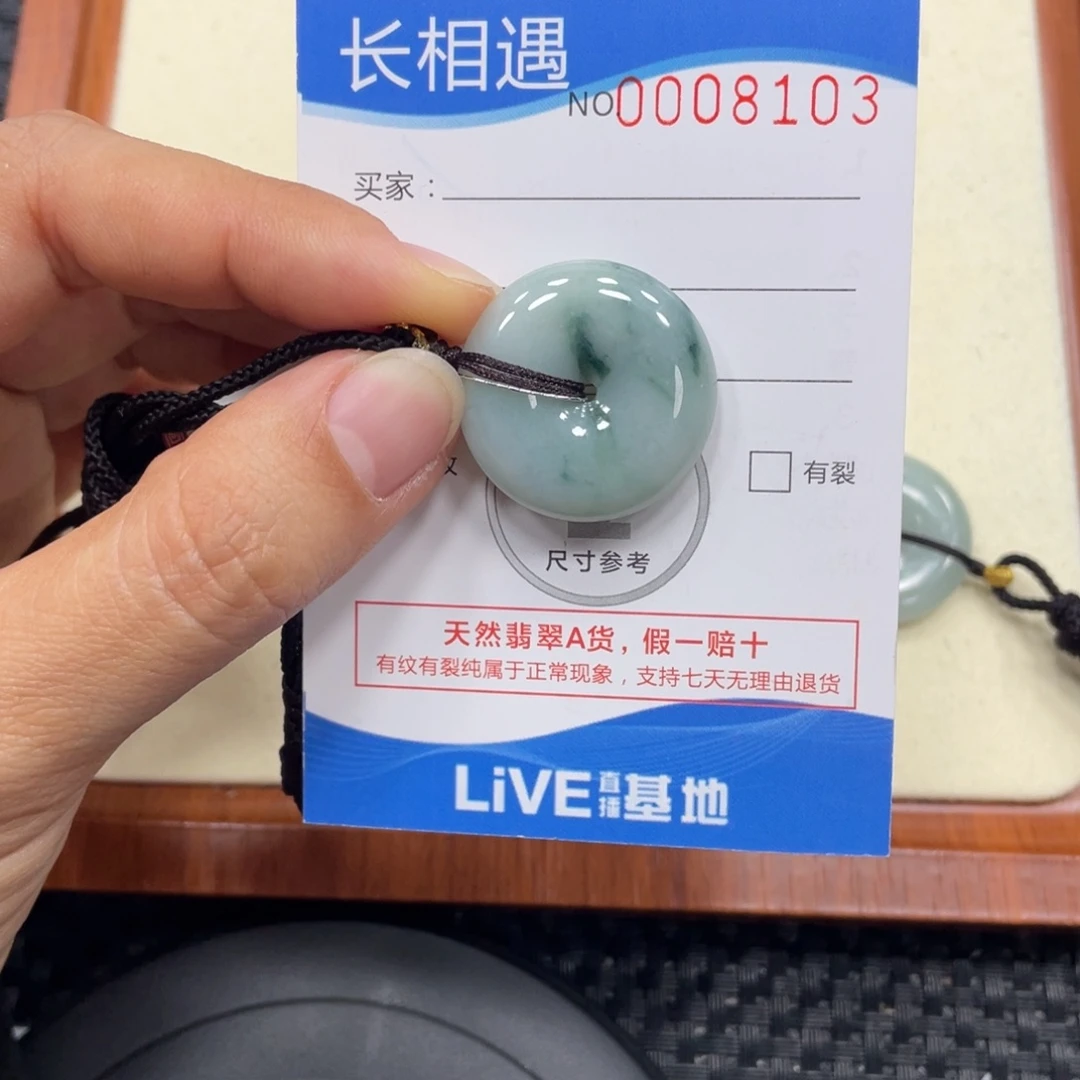 长相遇
NO0008103
买家：
有裂
尺寸参考
天然翡翠A货，假一赔十
有纹有裂纯属于正常现象，支持七天无理由退货
LiVE直播基地